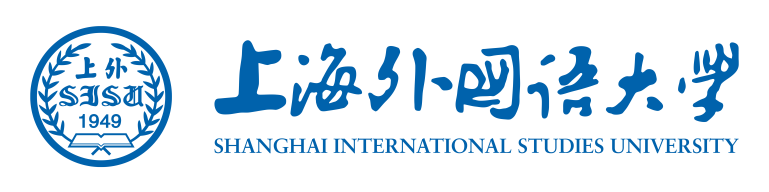 上外
SISU
1949
上海外国语大学
SHANGHAI INTERNATIONAL STUDIES UNIVERSITY